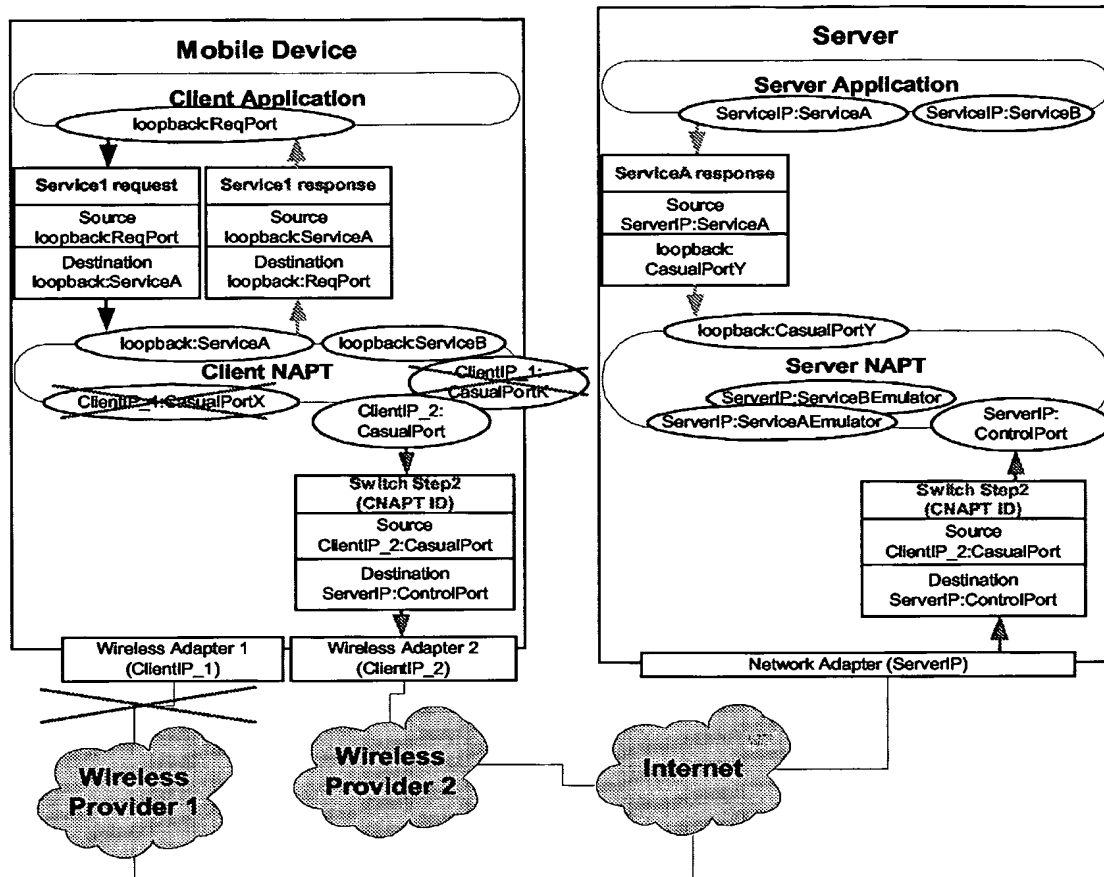 Mobile Device
Client Application
loopback:ReqPort
Service1 request
Source
loopback:ReqPort
Destination
loopback:ServiceA
Service1 response
Source
loopback:ServiceA
Destination
loopback:ReqPort
loopback:ServiceA
loopback:ServiceB
Client NAPT
ClientIP_1:CasualPortX
ClientIP_1:
CasualPortK
ClientIP_2:
CasualPort
Switch Step2
(CNAPT ID)
Source
ClientIP_2:CasualPort
Destination
ServerIP:ControlPort
Wireless Adapter 1
(ClientIP_1)
Wireless Adapter 2
(ClientIP_2)
Wireless
Provider 1
Wireless
Provider 2
Internet
Server
Server Application
ServiceIP:ServiceA
ServiceIP:ServiceB
ServiceA response
Source
ServerIP:ServiceA
loopback:
CasualPortY
loopback:CasualPortY
Server NAPT
ServerIP:ServiceBEmulator
ServerIP:ServiceAEmulator
ServerIP:
ControlPort
Switch Step2
(CNAPT ID)
Source
ClientIP_2:CasualPort
Destination
ServerIP:ControlPort
Network Adapter (ServerIP)